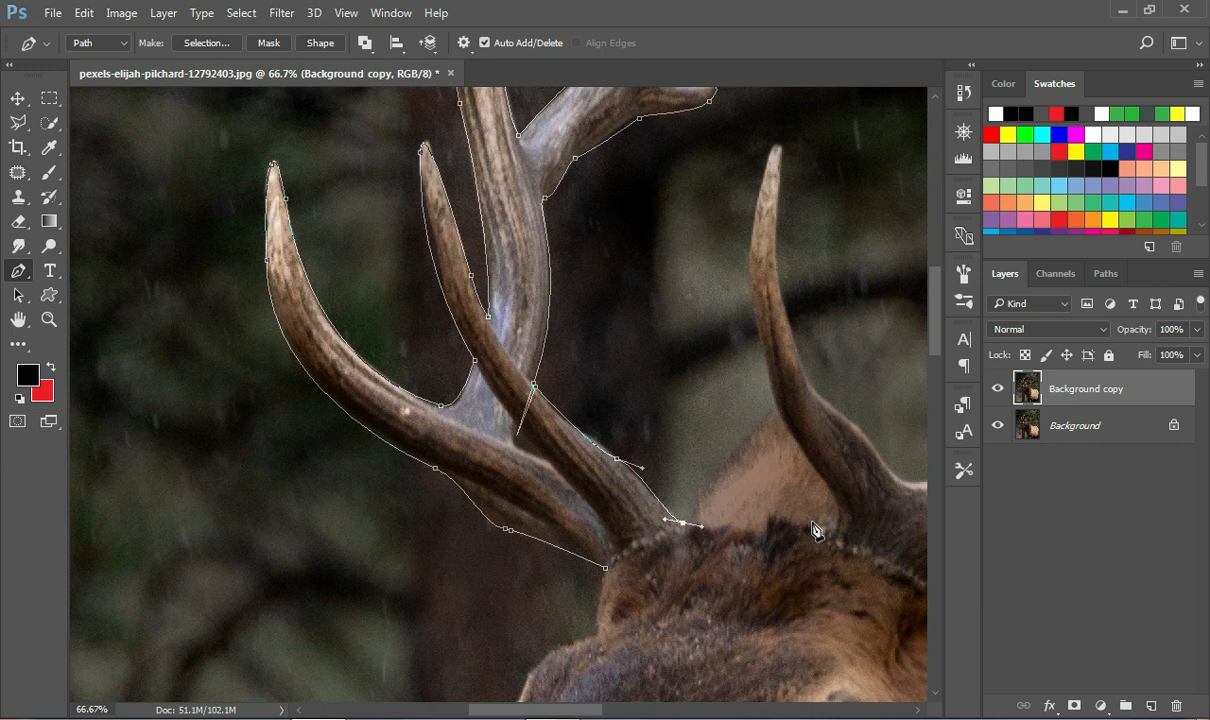 Ps File Edit Image Layer Type Select Filter 3D View Window Help
Path Make: Selection... Mask Shape Auto Add/Delete Align Edges
pexels-elijah-pilchard-12792403.jpg @ 66.7% (Background copy, RGB/8) *
Color Swatches
Layers Channels Paths
Kind
Normal Opacity: 100%
Lock: Fill: 100%
Background copy
Background
66.67% Doc: 51.1M/102.1M